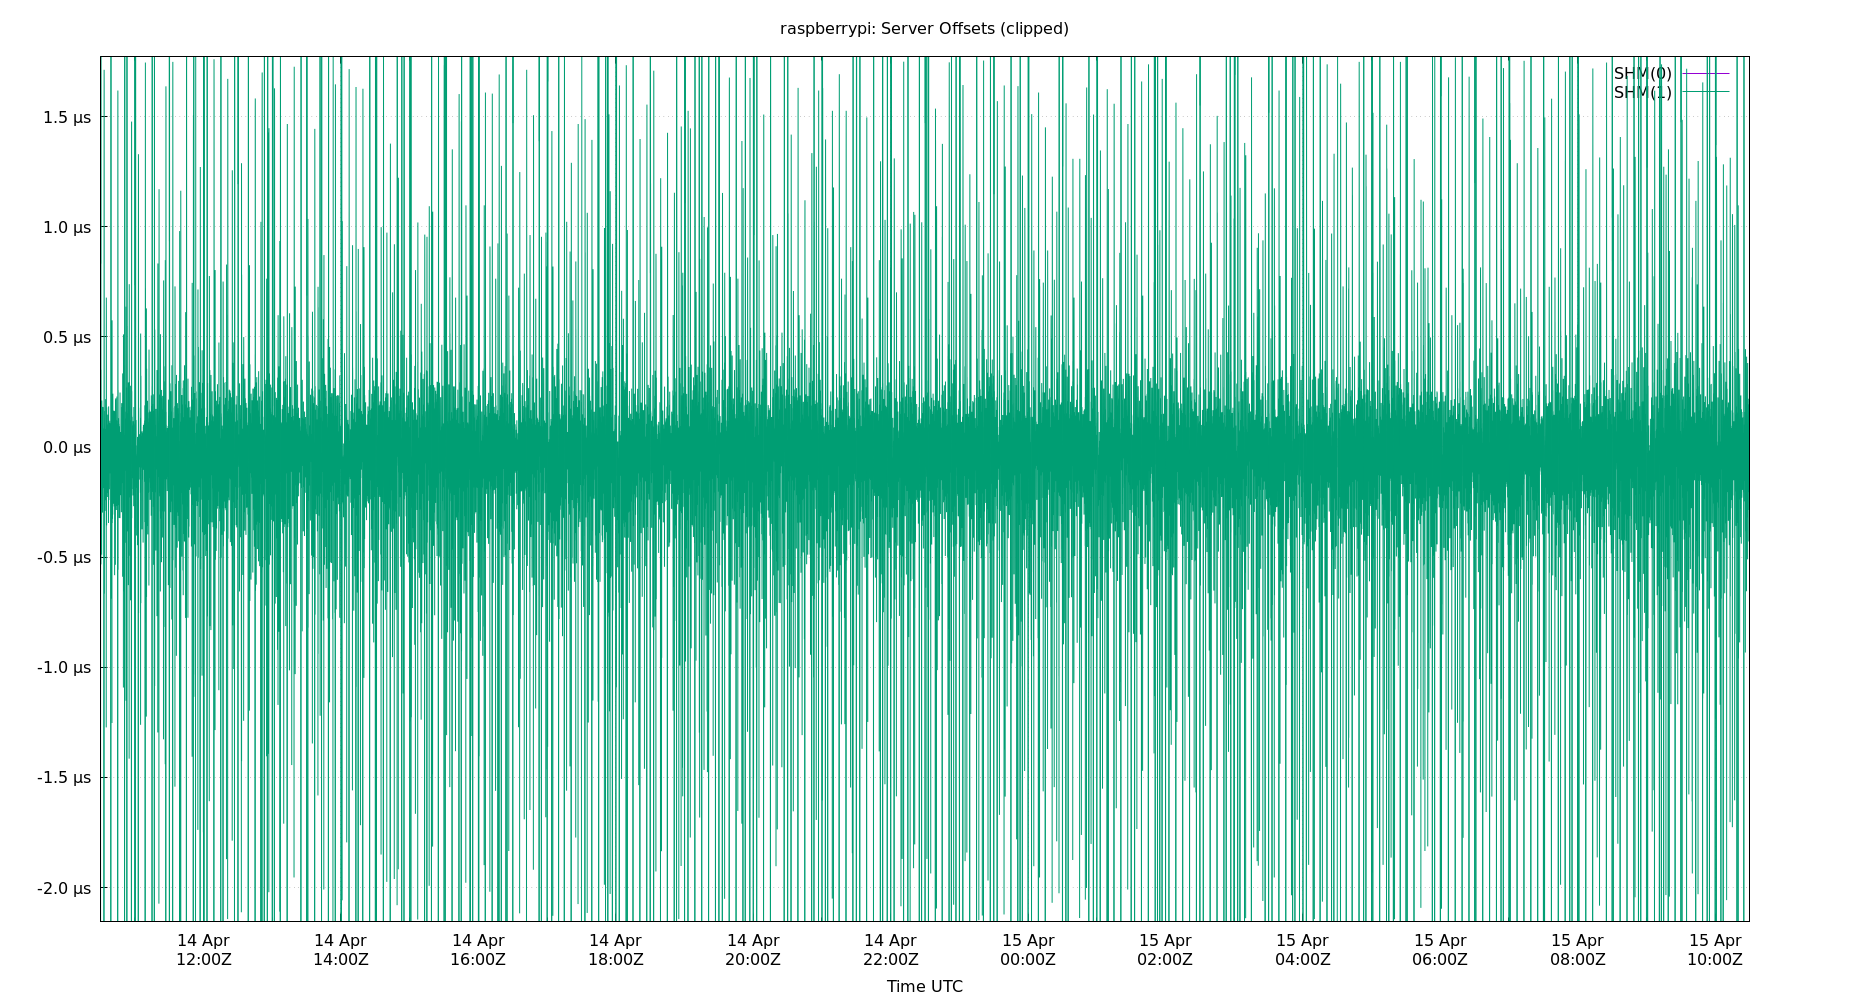 raspberrypi: Server Offsets (clipped)
SHM(0)
SHM(1)
1.5 µs
1.0 µs
0.5 µs
0.0 µs
-0.5 µs
-1.0 µs
-1.5 µs
-2.0 µs
14 Apr 14 Apr 14 Apr 14 Apr 14 Apr 14 Apr 15 Apr 15 Apr 15 Apr 15 Apr 15 Apr 15 Apr
12:00Z 14:00Z 16:00Z 18:00Z 20:00Z 22:00Z 00:00Z 02:00Z 04:00Z 06:00Z 08:00Z 10:00Z
Time UTC